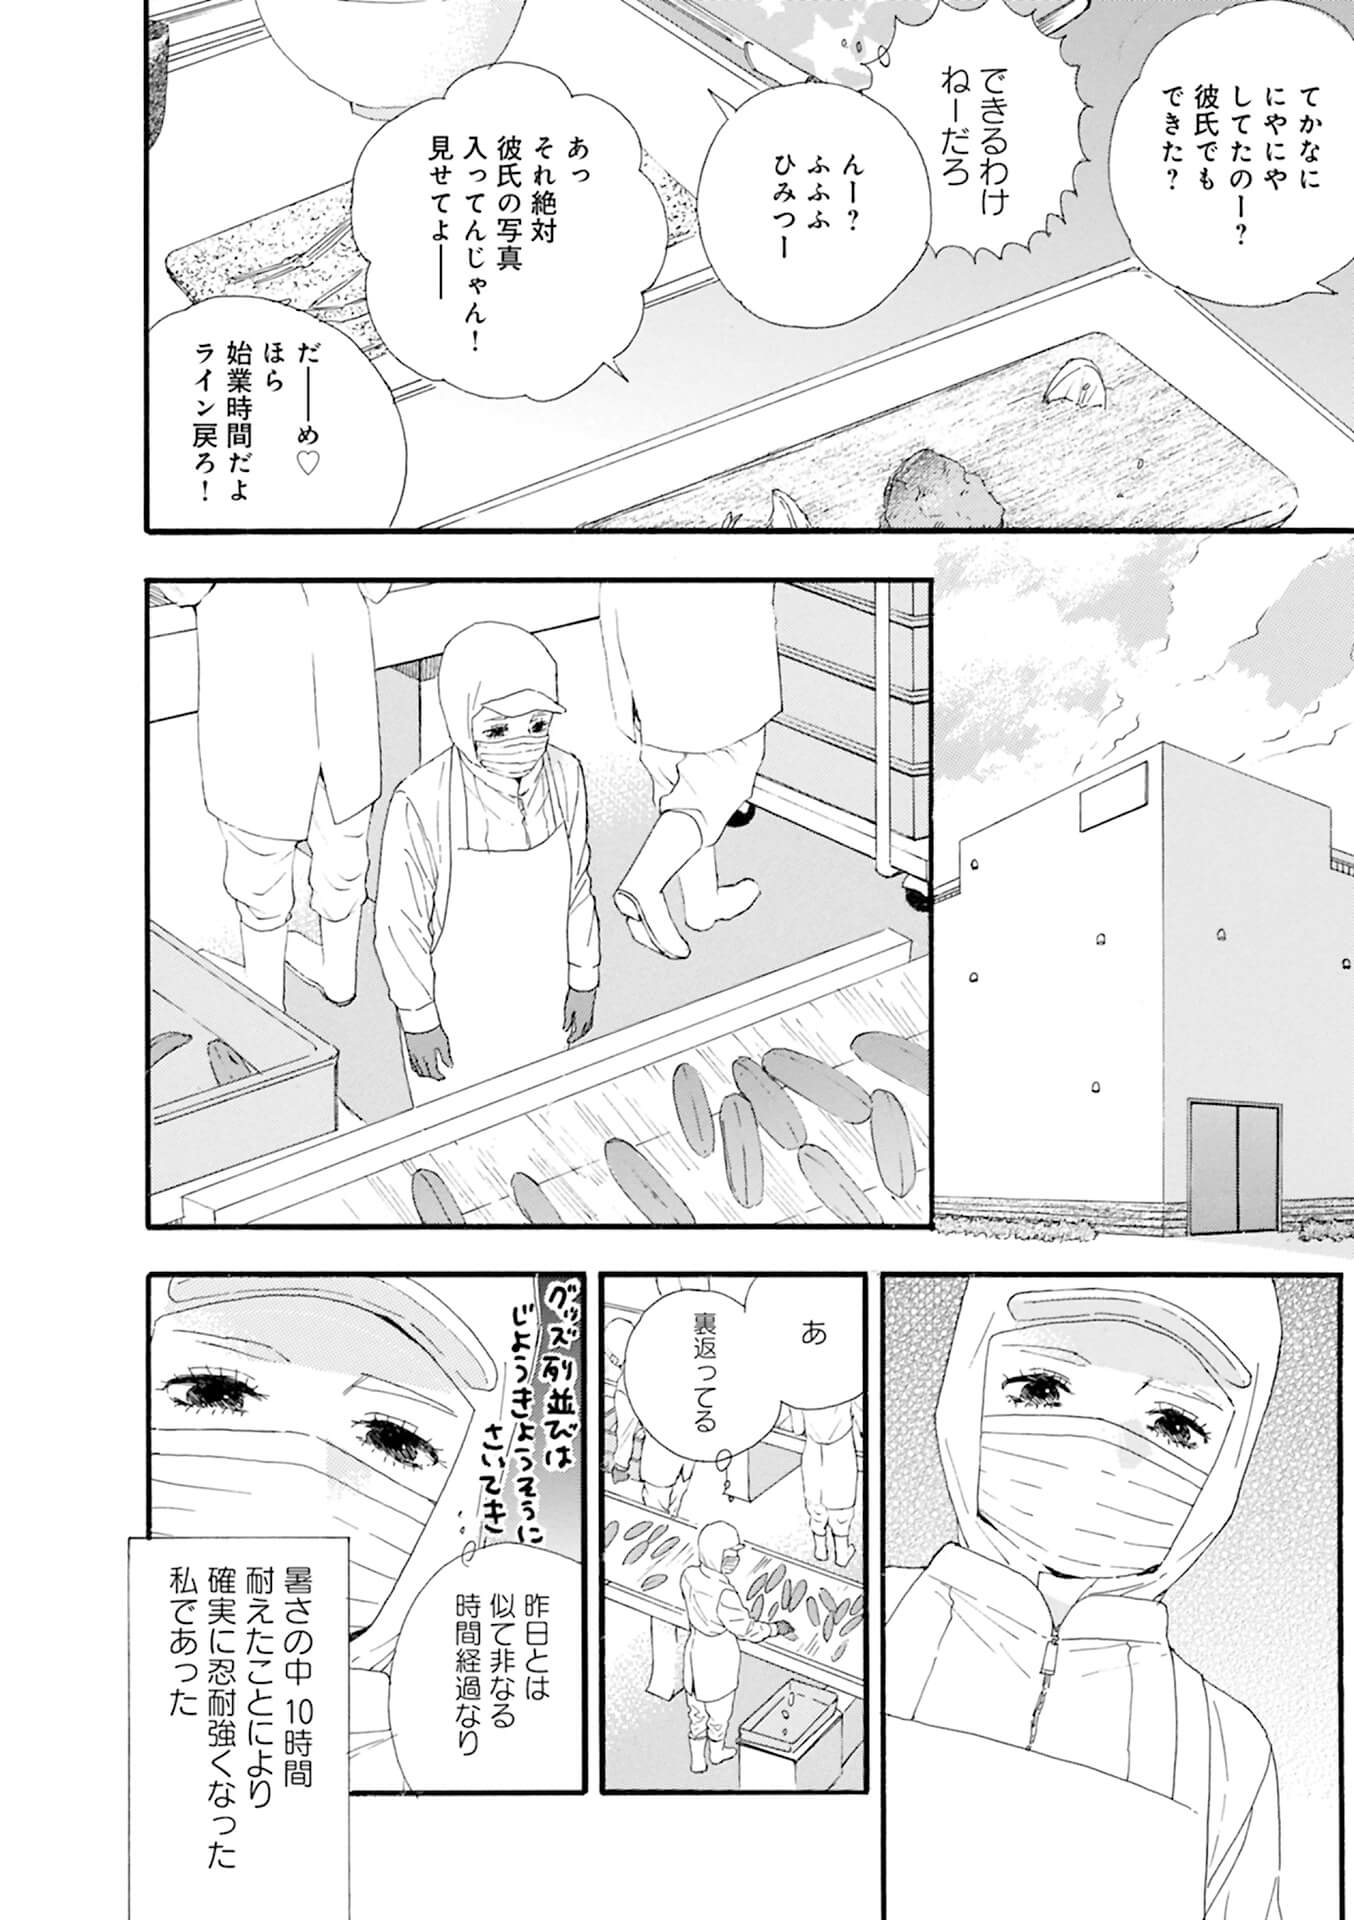 てかなに
にやにや
してたのー？
彼氏でも
できた？
できるわけ
ねーだろ
んー？
ふふふ
ひみつー
あっ
それ絶対
彼氏の写真
入ってんじゃん！
見せてよ――
だ――め♡
ほら
始業時間だよ
ライン戻ろ！
あ
裏返ってる
グッズ列並びは
じょうきょうそうに
さいてき
昨日とは
似て非なる
時間経過なり
暑さの中 10時間
耐えたことにより
確実に忍耐強くなった
私であった